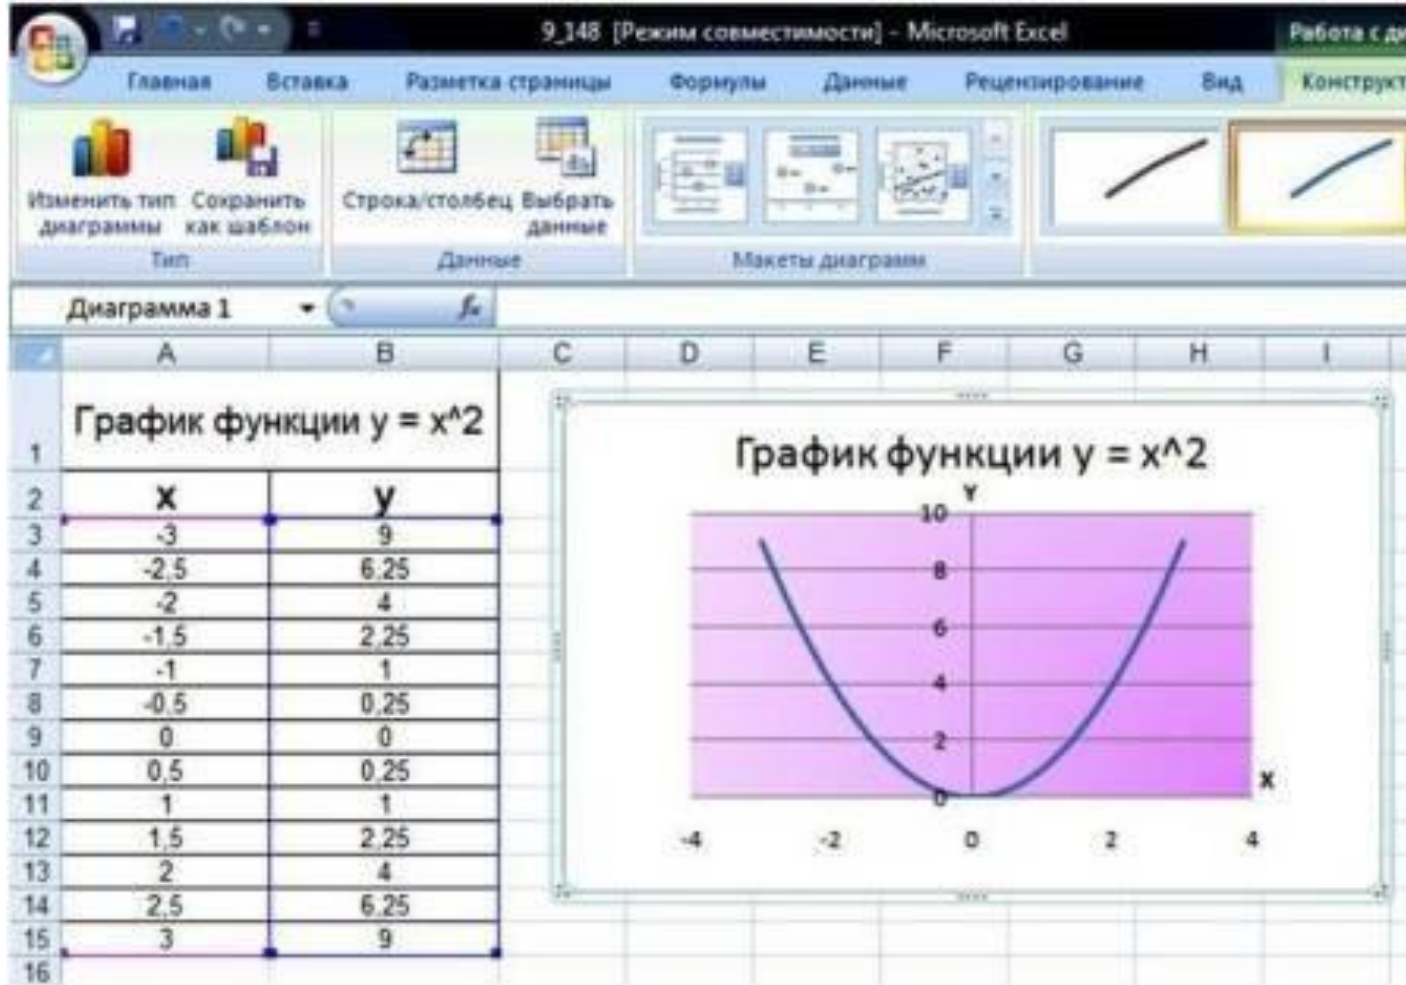 9_148 [Режим совместимости] - Microsoft Excel
Работа с ди
Главная Вставка Разметка страницы Формулы Данные Рецензирование Вид Конструкт
Изменить тип диаграммы
Сохранить как шаблон
Строка/столбец
Выбрать данные
Тип Данные Макеты диаграмм
Диаграмма 1 fx
A B C D E F G H I
1 График функции y = x^2
2 x y
3 -3 9
4 -2,5 6,25
5 -2 4
6 -1,5 2,25
7 -1 1
8 -0,5 0,25
9 0 0
10 0,5 0,25
11 1 1
12 1,5 2,25
13 2 4
14 2,5 6,25
15 3 9
16
График функции y = x^2
Y
10
8
6
4
2
0
X
-4 -2 0 2 4